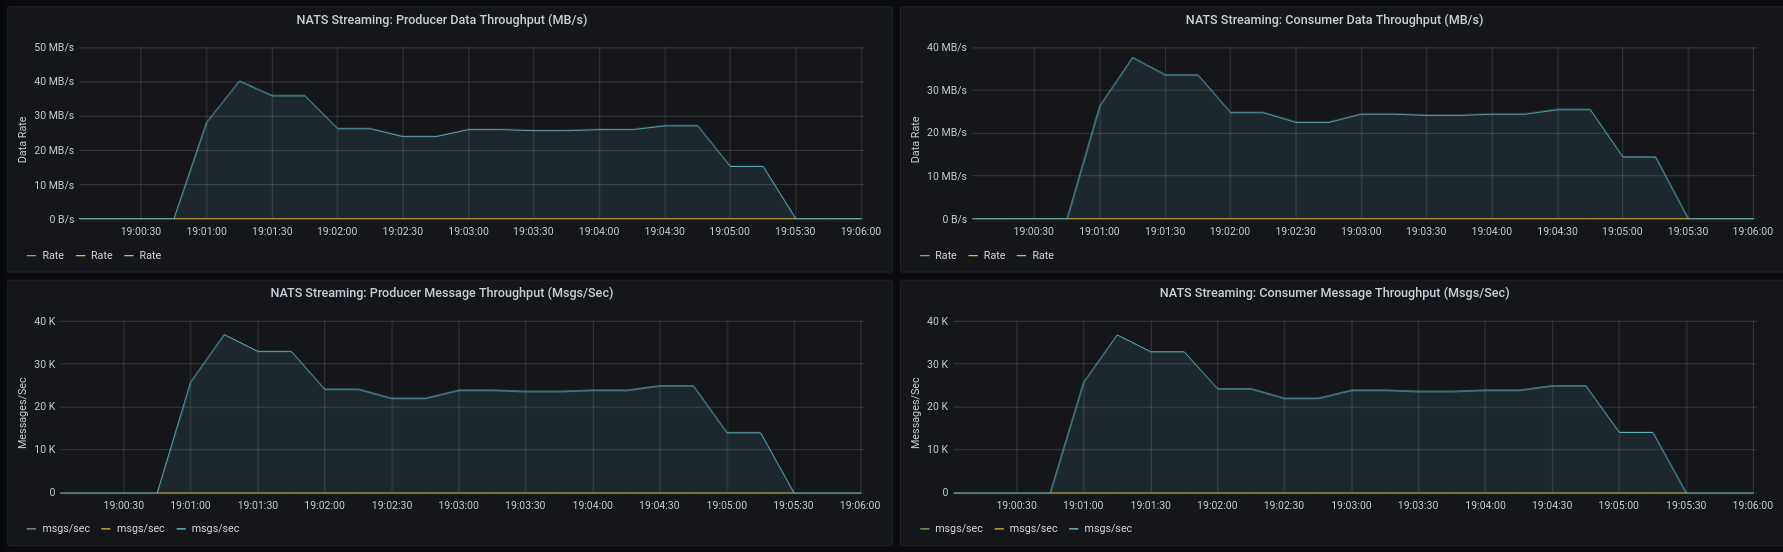 NATS Streaming: Producer Data Throughput (MB/s)
50 MB/s
40 MB/s
30 MB/s
20 MB/s
10 MB/s
0 B/s
Data Rate
19:00:30 19:01:00 19:01:30 19:02:00 19:02:30 19:03:00 19:03:30 19:04:00 19:04:30 19:05:00 19:05:30 19:06:00
Rate Rate Rate
NATS Streaming: Consumer Data Throughput (MB/s)
40 MB/s
30 MB/s
20 MB/s
10 MB/s
0 B/s
Data Rate
19:00:30 19:01:00 19:01:30 19:02:00 19:02:30 19:03:00 19:03:30 19:04:00 19:04:30 19:05:00 19:05:30 19:06:00
Rate Rate Rate
NATS Streaming: Producer Message Throughput (Msgs/Sec)
40 K
30 K
20 K
10 K
0
Messages/Sec
19:00:30 19:01:00 19:01:30 19:02:00 19:02:30 19:03:00 19:03:30 19:04:00 19:04:30 19:05:00 19:05:30 19:06:00
msgs/sec msgs/sec msgs/sec
NATS Streaming: Consumer Message Throughput (Msgs/Sec)
40 K
30 K
20 K
10 K
0
Messages/Sec
19:00:30 19:01:00 19:01:30 19:02:00 19:02:30 19:03:00 19:03:30 19:04:00 19:04:30 19:05:00 19:05:30 19:06:00
msgs/sec msgs/sec msgs/sec